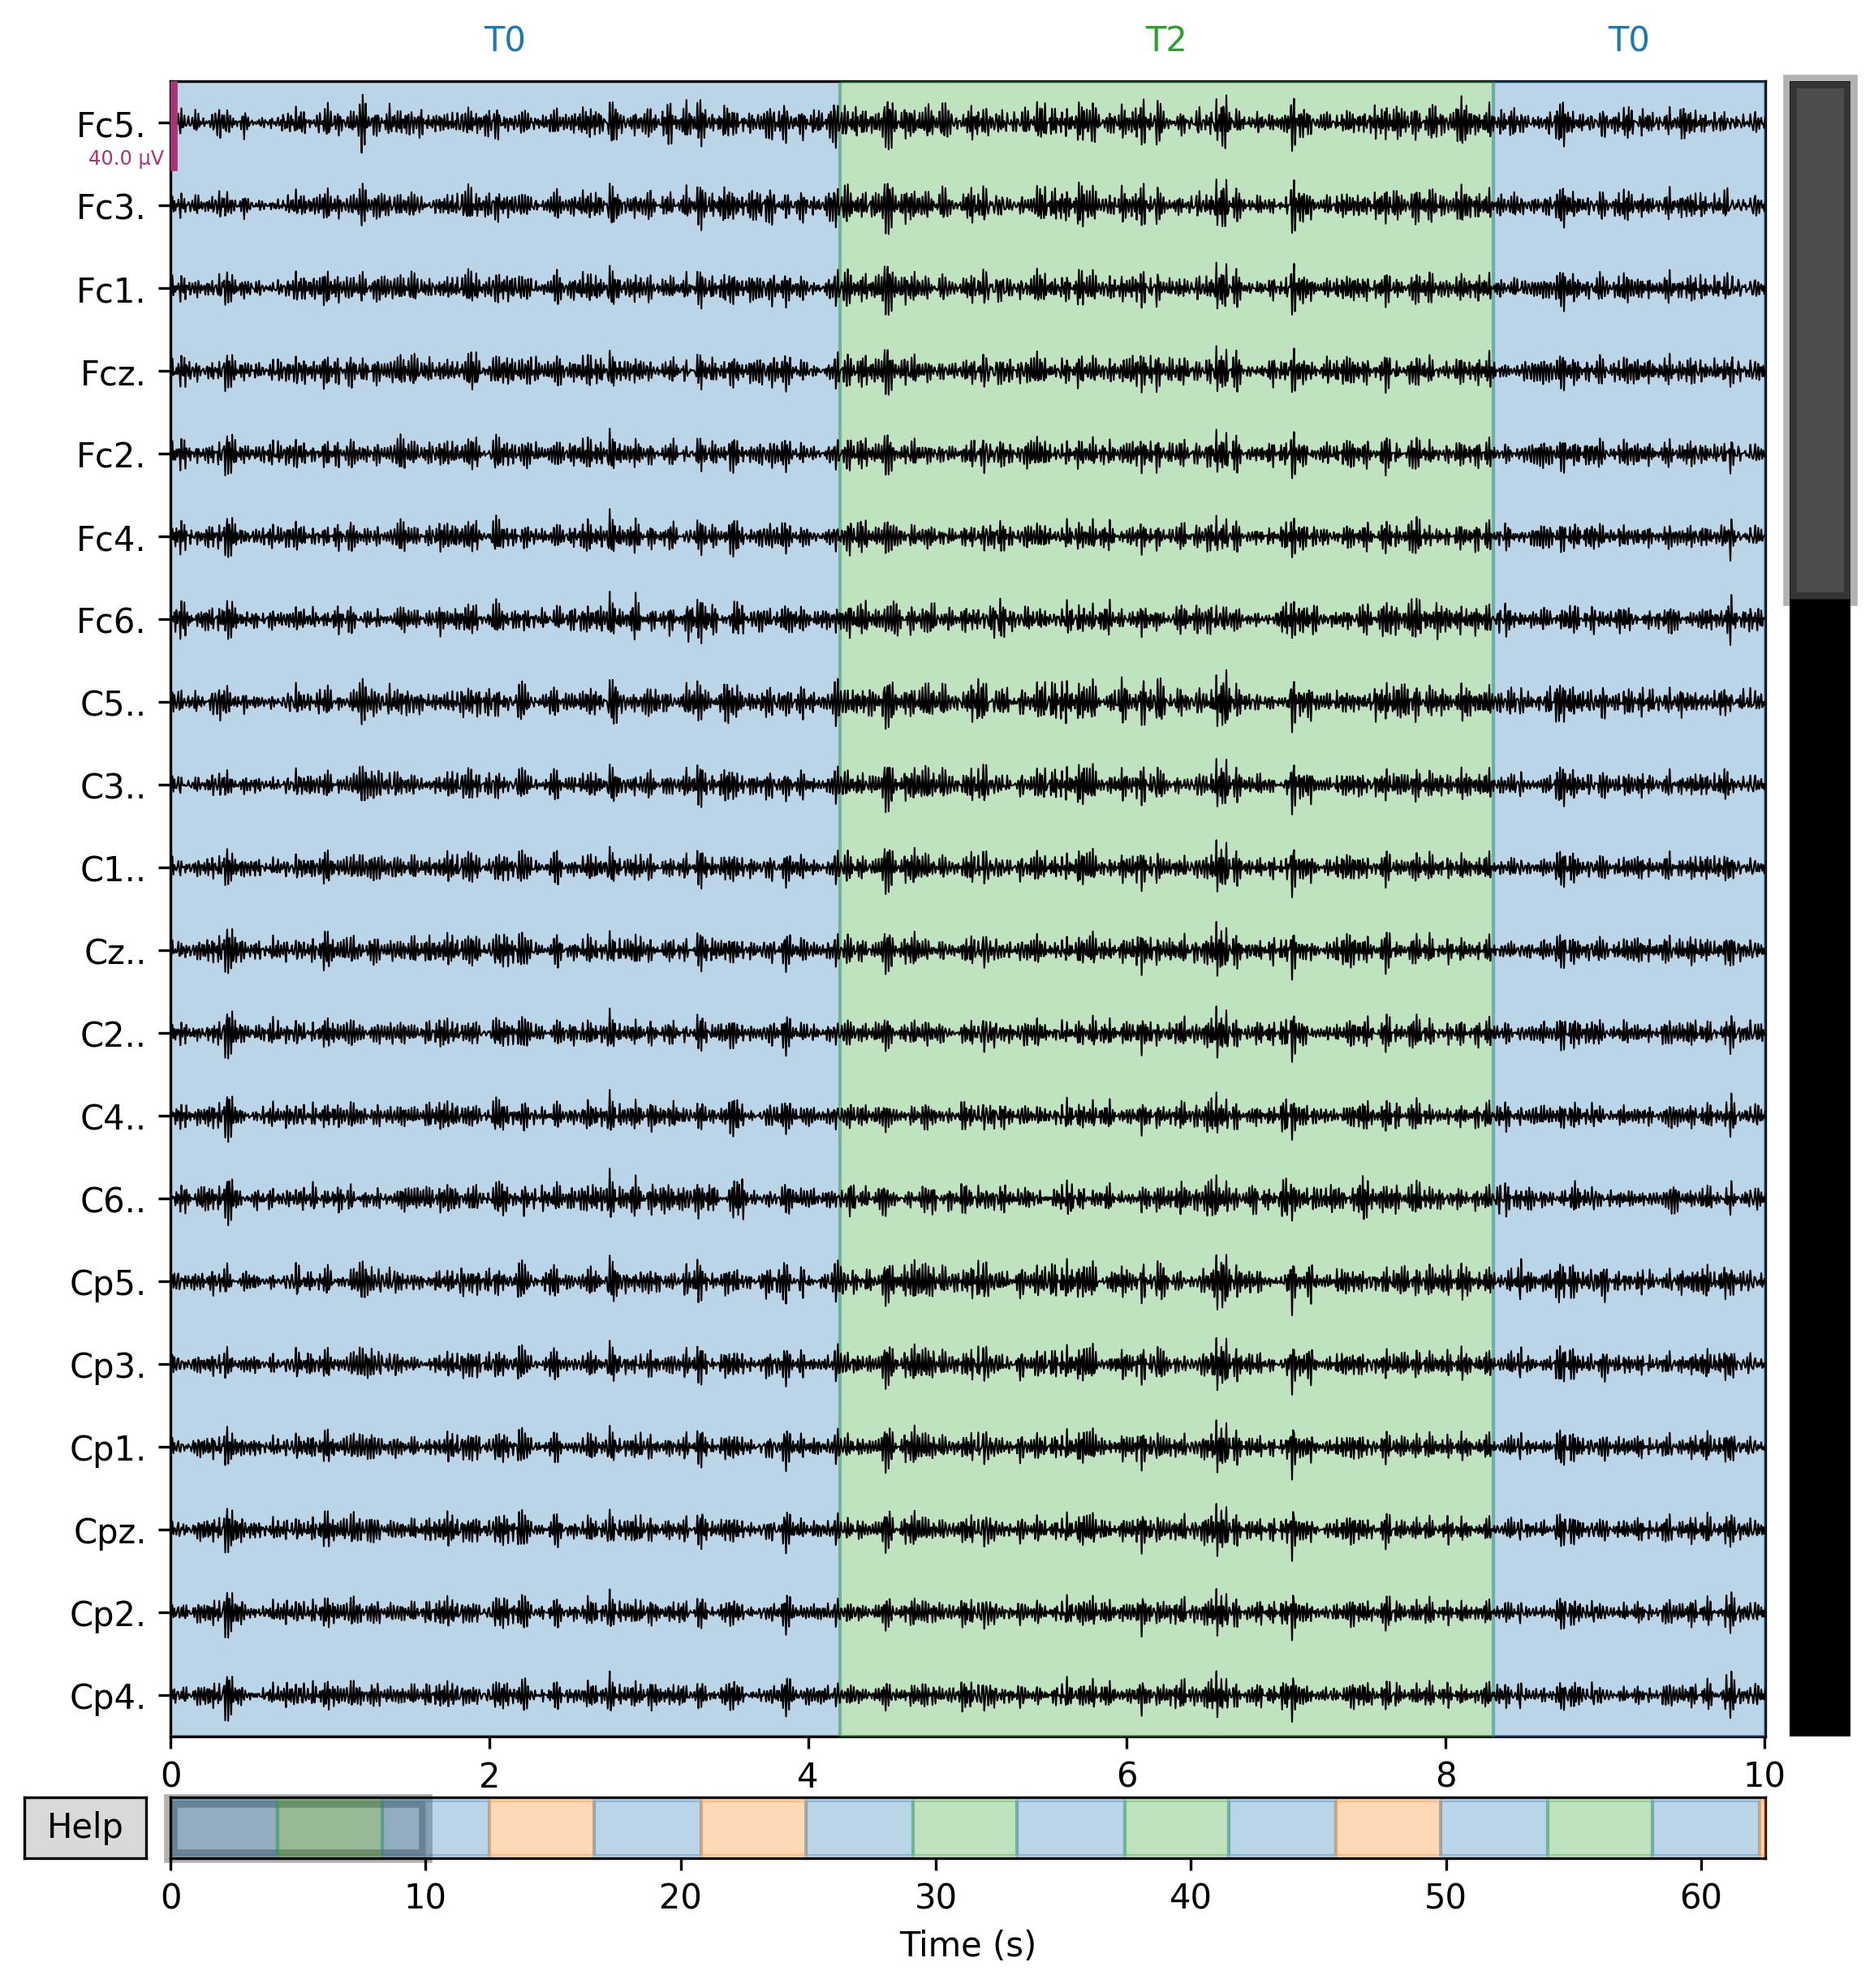 T0 T2 T0
Fc5.
40.0 µV
Fc3.
Fc1.
Fcz.
Fc2.
Fc4.
Fc6.
C5..
C3..
C1..
Cz..
C2..
C4..
C6..
Cp5.
Cp3.
Cp1.
Cpz.
Cp2.
Cp4.
0 2 4 6 8 10
Help
0 10 20 30 40 50 60
Time (s)